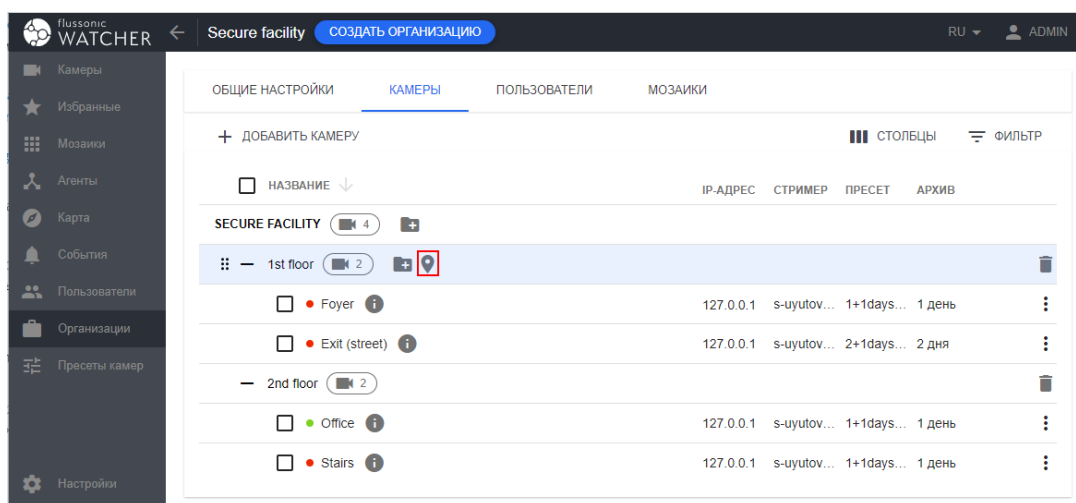 flussonic
WATCHER
Secure facility СОЗДАТЬ ОРГАНИЗАЦИЮ RU ADMIN
Камеры
Избранные
Мозаики
Агенты
Карта
События
Пользователи
Организации
Пресеты камер
Настройки
ОБЩИЕ НАСТРОЙКИ КАМЕРЫ ПОЛЬЗОВАТЕЛИ МОЗАИКИ
+ ДОБАВИТЬ КАМЕРУ СТОЛБЦЫ ФИЛЬТР
НАЗВАНИЕ IP-АДРЕС СТРИМЕР ПРЕСЕТ АРХИВ
SECURE FACILITY 4
1st floor 2
Foyer 127.0.0.1 s-uyutov... 1+1days... 1 день
Exit (street) 127.0.0.1 s-uyutov... 2+1days... 2 дня
2nd floor 2
Office 127.0.0.1 s-uyutov... 1+1days... 1 день
Stairs 127.0.0.1 s-uyutov... 1+1days... 1 день